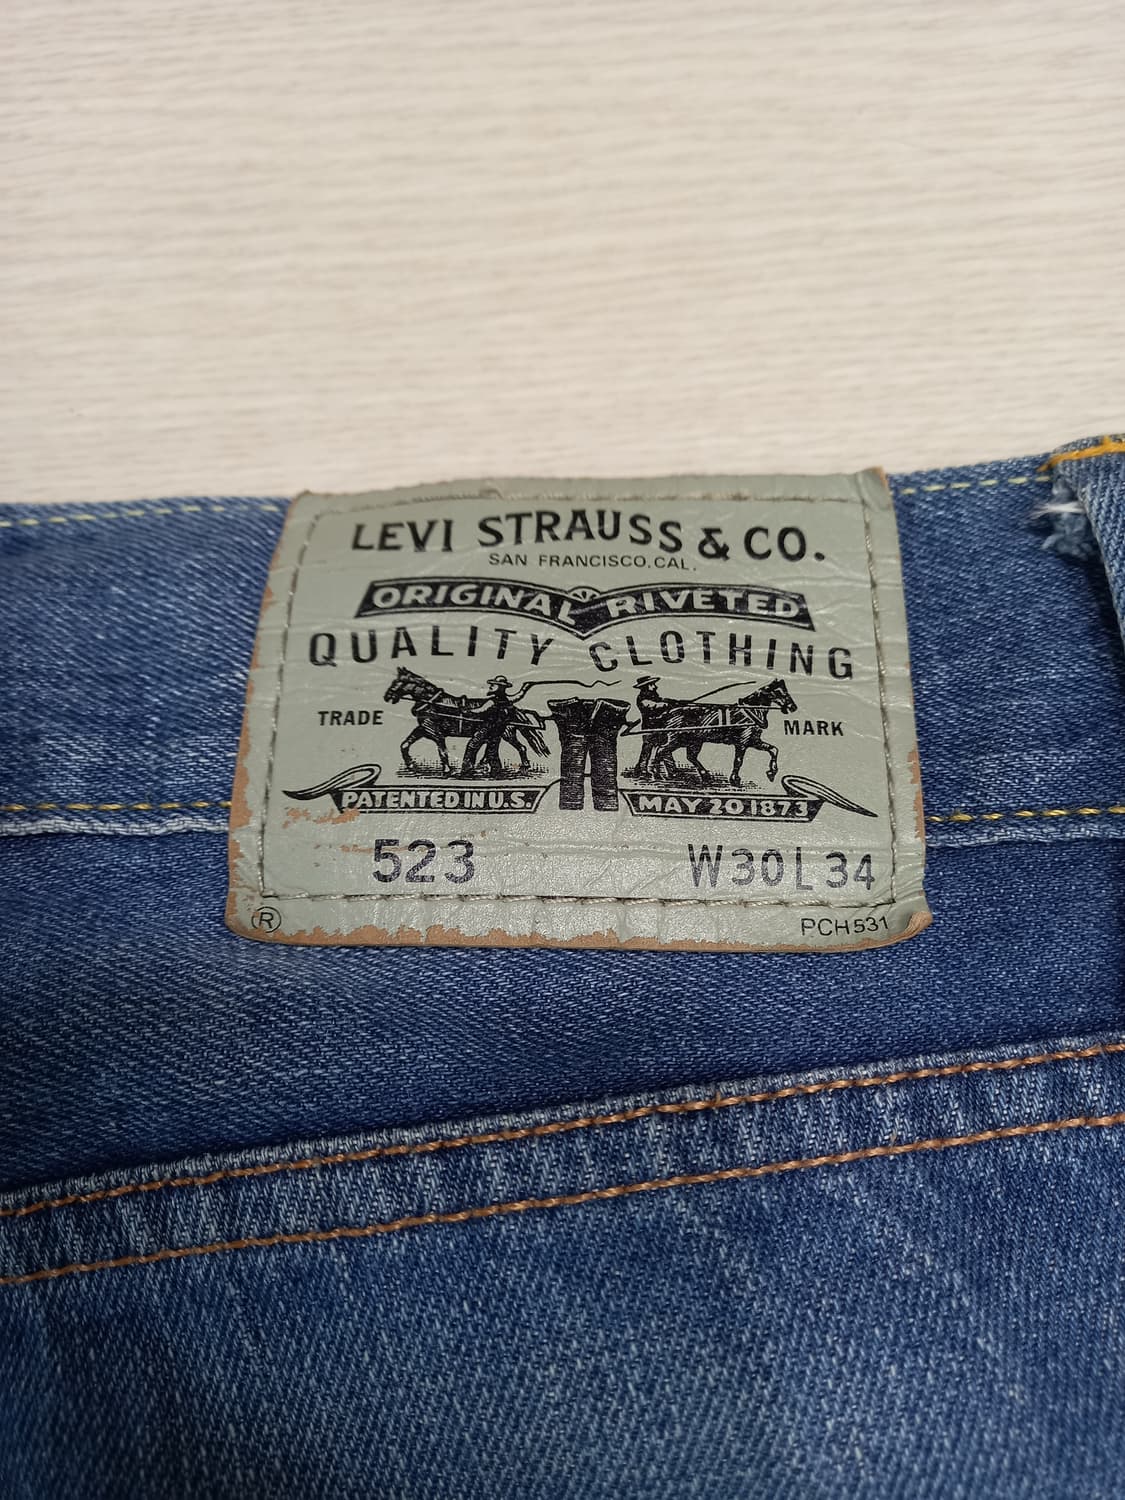 LEVI STRAUSS & CO.
SAN FRANCISCO, CAL.
ORIGINAL RIVETED
QUALITY CLOTHING
TRADE MARK
PATENTED IN U.S. MAY 20 1873
523 W30 L34
® PCH531